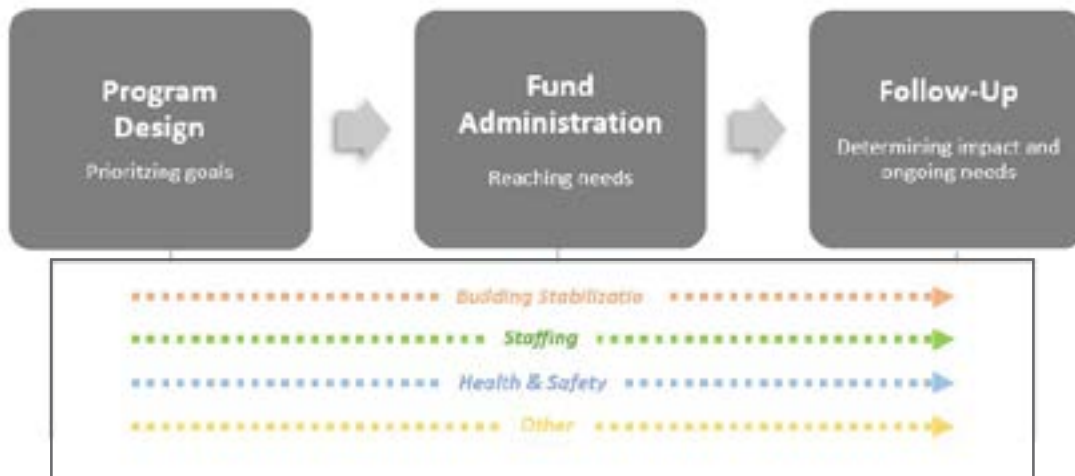 Program
Design
Prioritzing goals
Fund
Administration
Reaching needs
Follow-Up
Determining impact and
ongoing needs
Building Stabilizatio
Staffing
Health & Safety
Other